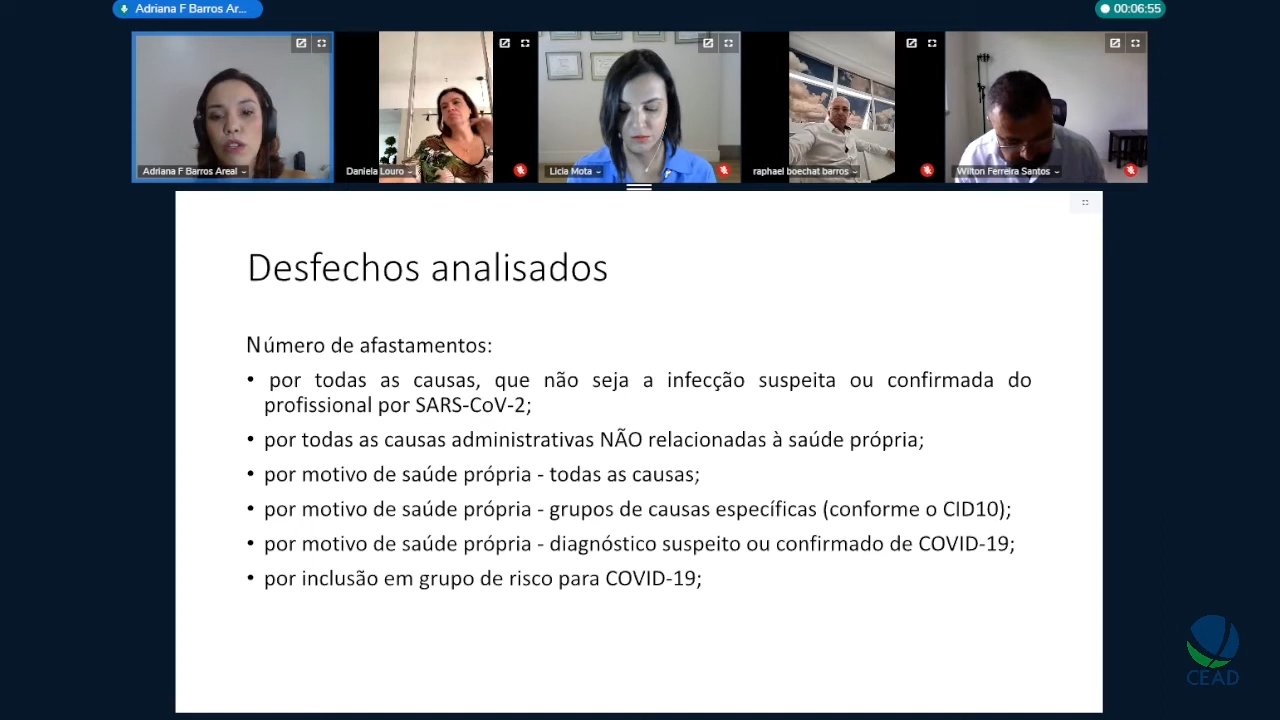 Adriana F Barros Ar...
00:06:55
Adriana F Barros Areal
Daniela Louro
Licia Mota
raphael boechat barros
Wilton Ferreira Santos
Desfechos analisados
Número de afastamentos:
• por todas as causas, que não seja a infecção suspeita ou confirmada do
profissional por SARS-CoV-2;
• por todas as causas administrativas NÃO relacionadas à saúde própria;
• por motivo de saúde própria - todas as causas;
• por motivo de saúde própria - grupos de causas específicas (conforme o CID10);
• por motivo de saúde própria - diagnóstico suspeito ou confirmado de COVID-19;
• por inclusão em grupo de risco para COVID-19;
CEAD